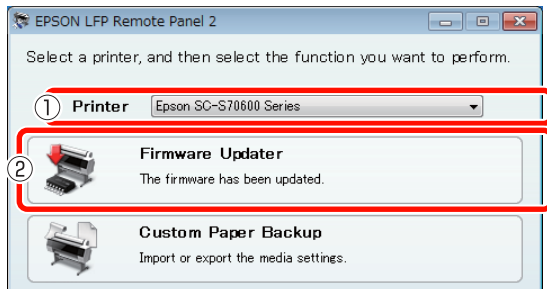 EPSON LFP Remote Panel 2
Select a printer, and then select the function you want to perform.
① Printer Epson SC-S70600 Series
②
Firmware Updater
The firmware has been updated.
Custom Paper Backup
Import or export the media settings.